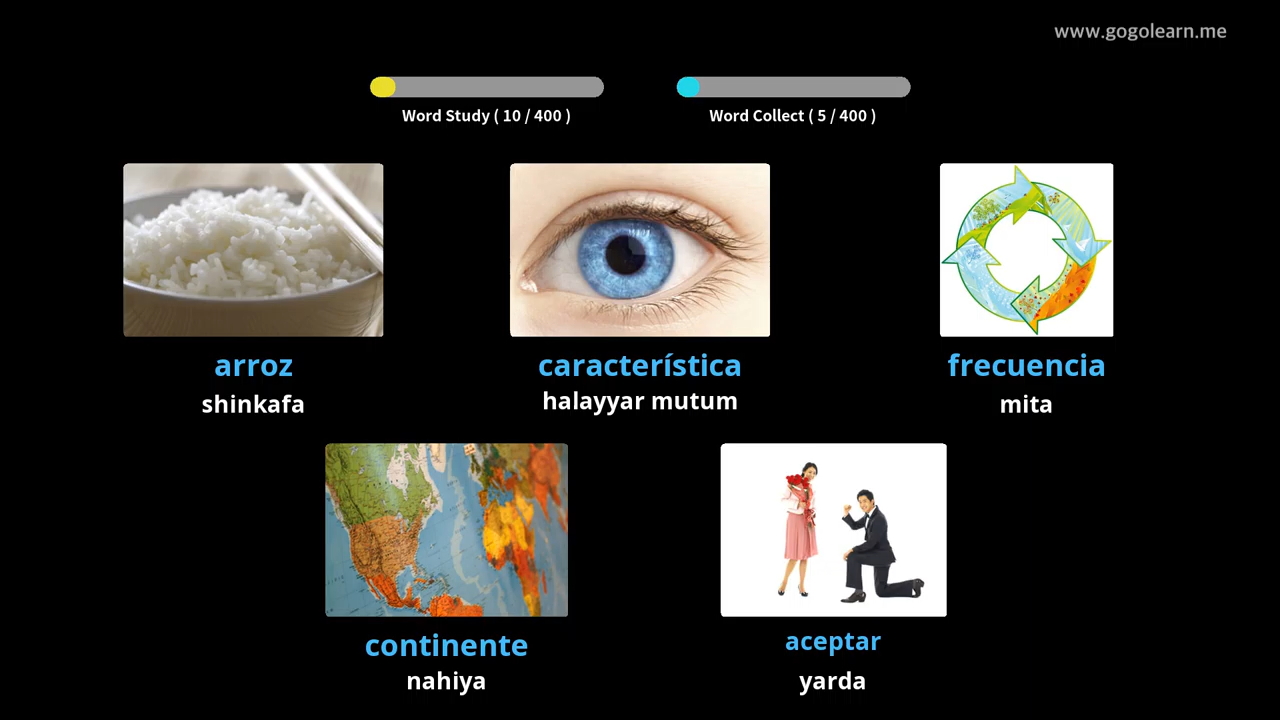 www.gogolearn.me
Word Study ( 10 / 400 )
Word Collect ( 5 / 400 )
arroz
shinkafa
característica
halayyar mutum
frecuencia
mita
continente
nahiya
aceptar
yarda